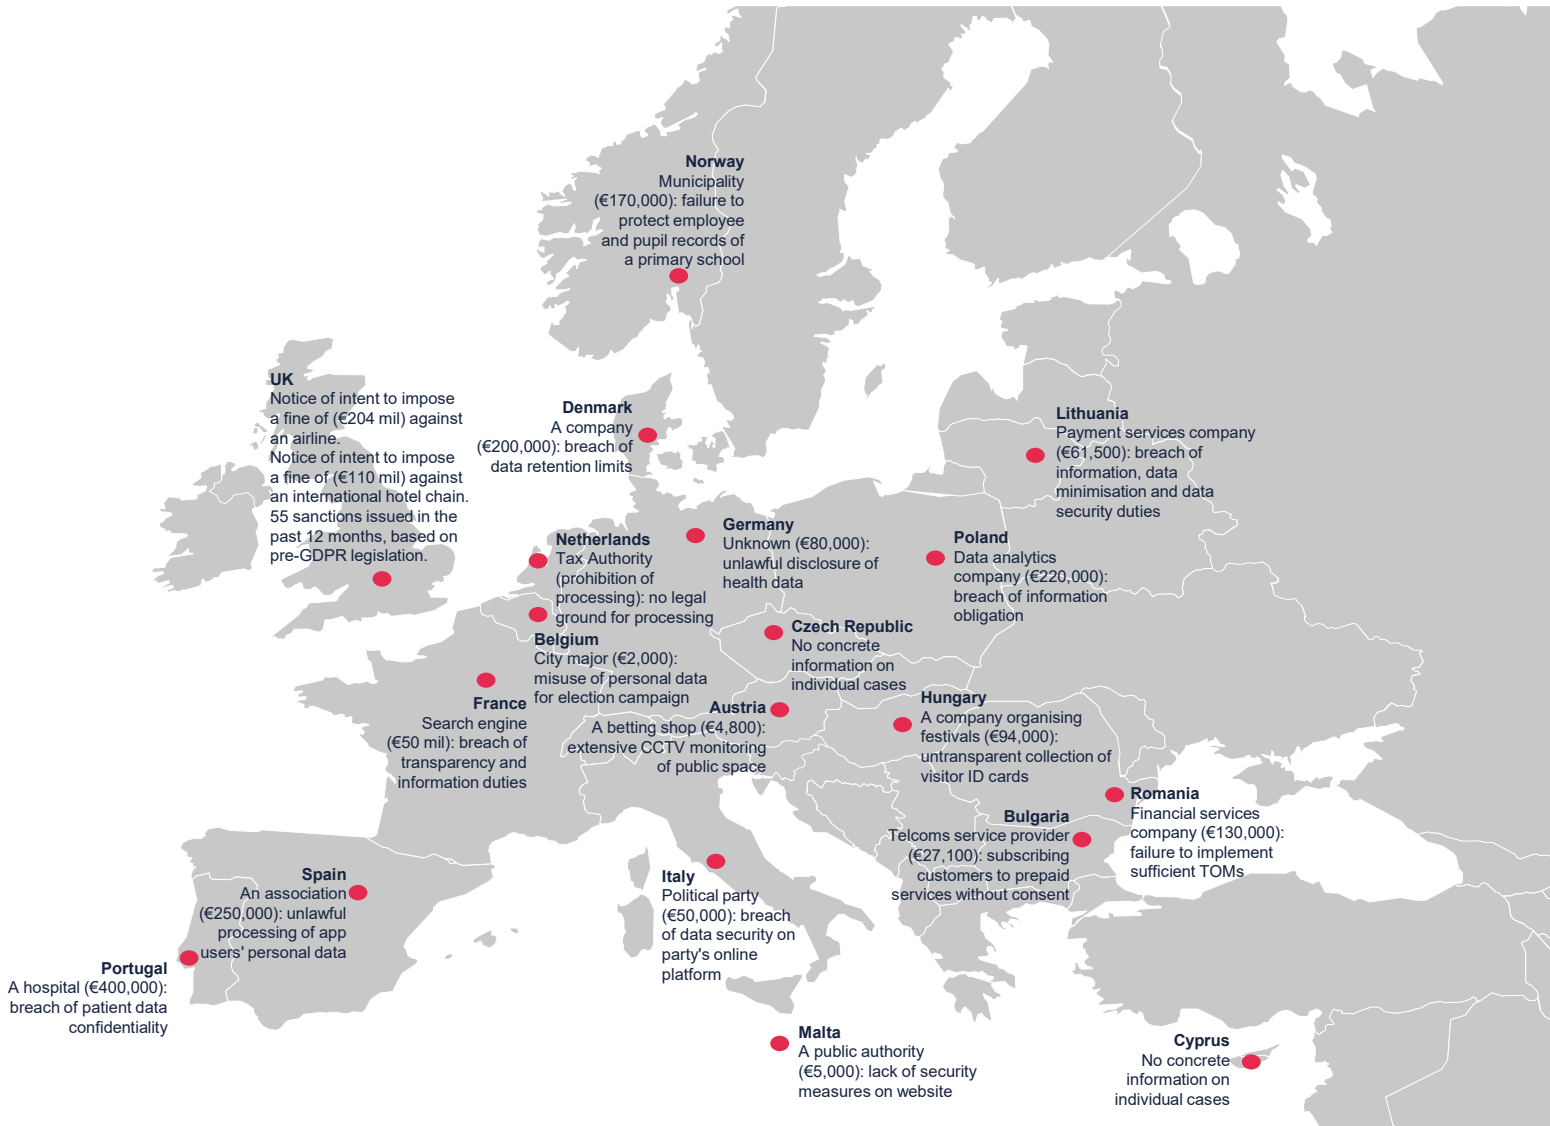 Norway
Municipality
(€170,000): failure to
protect employee
and pupil records of
a primary school
UK
Notice of intent to impose
a fine of (€204 mil) against
an airline.
Notice of intent to impose
a fine of (€110 mil) against
an international hotel chain.
55 sanctions issued in the
past 12 months, based on
pre-GDPR legislation.
Denmark
A company
(€200,000): breach of
data retention limits
Lithuania
Payment services company
(€61,500): breach of
information, data
minimisation and data
security duties
Netherlands
Tax Authority
(prohibition of
processing): no legal
ground for processing
Germany
Unknown (€80,000):
unlawful disclosure of
health data
Poland
Data analytics
company (€220,000):
breach of information
obligation
Belgium
City major (€2,000):
misuse of personal data
for election campaign
Czech Republic
No concrete
information on
individual cases
France
Search engine
(€50 mil): breach of
transparency and
information duties
Austria
A betting shop (€4,800):
extensive CCTV monitoring
of public space
Hungary
A company organising
festivals (€94,000):
untransparent collection of
visitor ID cards
Romania
Financial services
company (€130,000):
failure to implement
sufficient TOMs
Bulgaria
Telcoms service provider
(€27,100): subscribing
customers to prepaid
services without consent
Spain
An association
(€250,000): unlawful
processing of app
users' personal data
Italy
Political party
(€50,000): breach
of data security on
party's online
platform
Portugal
A hospital (€400,000):
breach of patient data
confidentiality
Malta
A public authority
(€5,000): lack of security
measures on website
Cyprus
No concrete
information on
individual cases